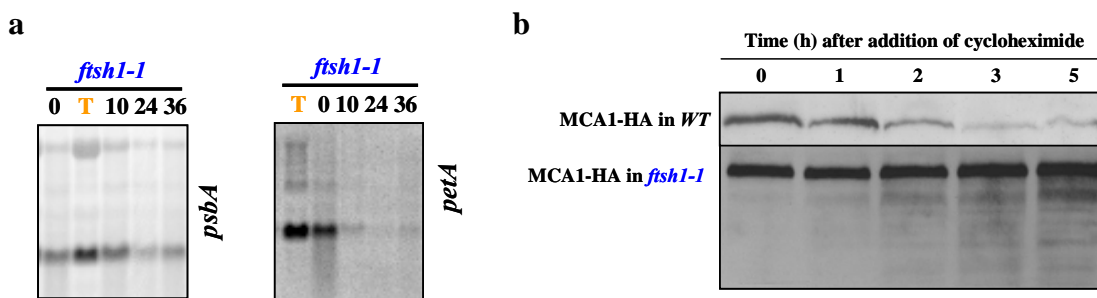 a
ftsh1-1
0 T 10 24 36
psbA
ftsh1-1
T 0 10 24 36
petA
b
Time (h) after addition of cycloheximide
0 1 2 3 5
MCA1-HA in WT
MCA1-HA in ftsh1-1